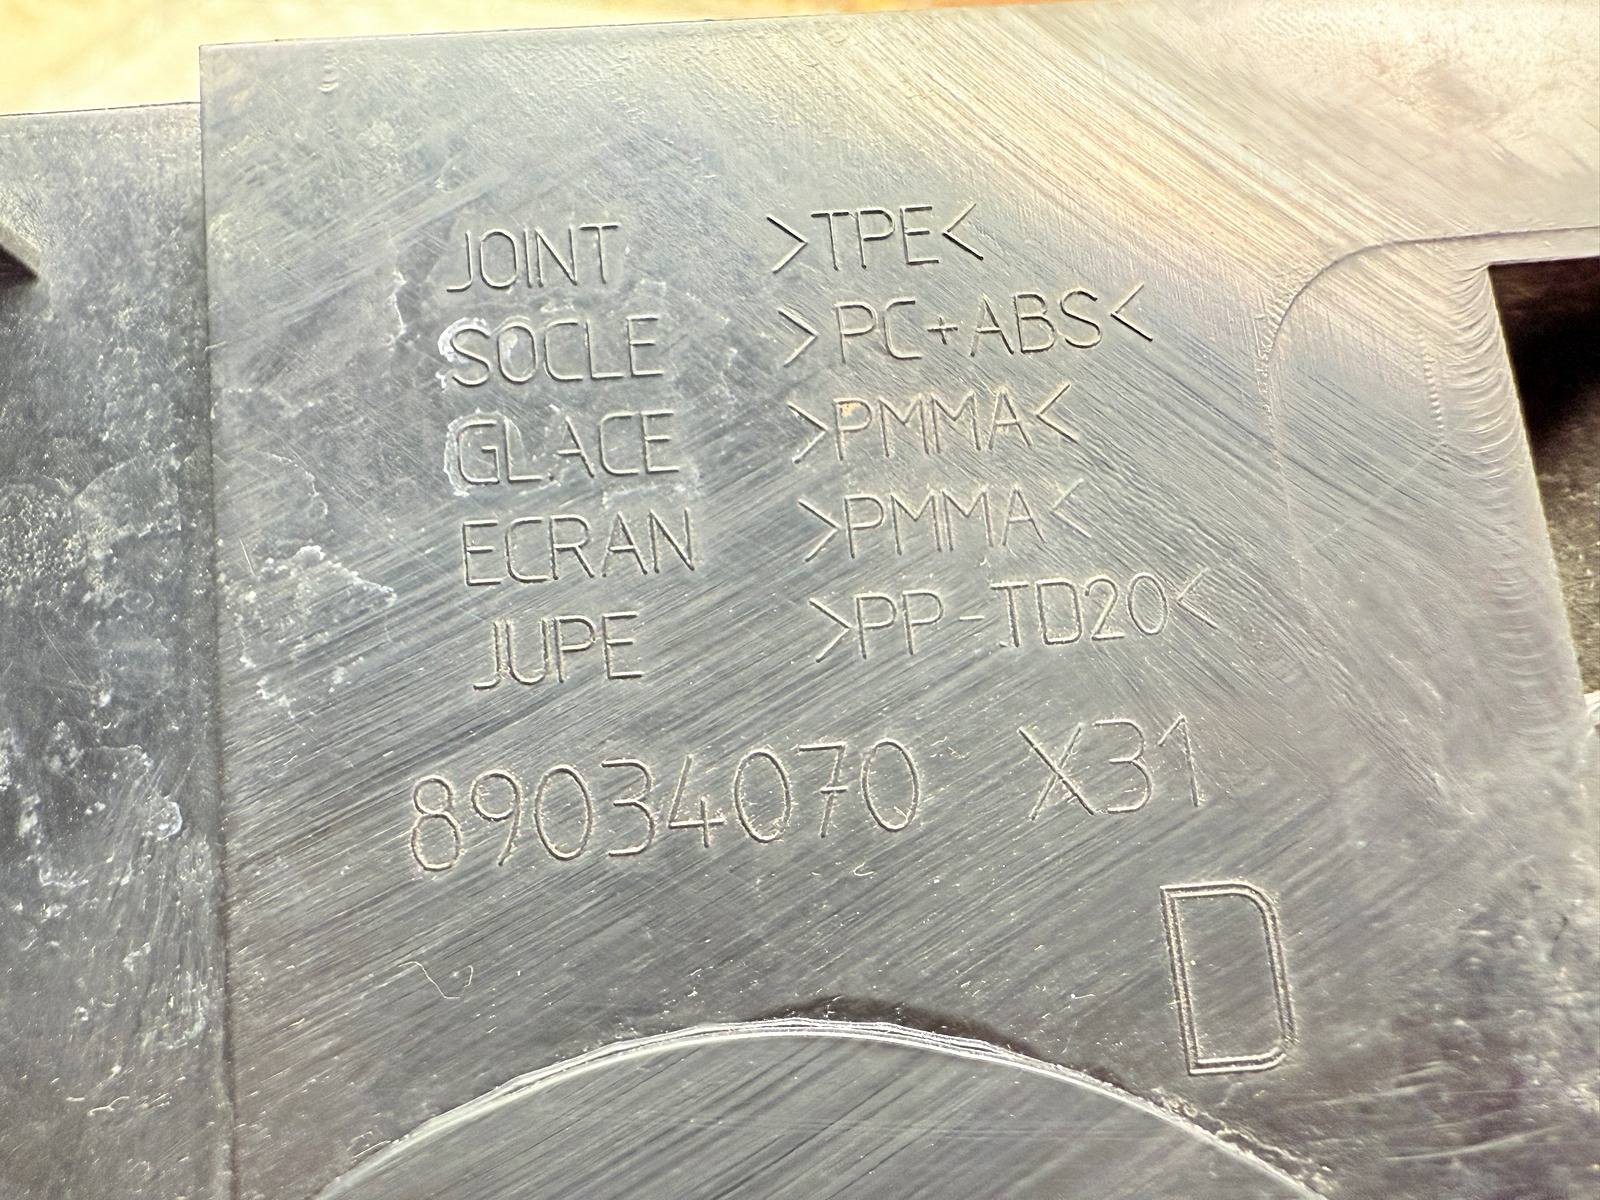 JOINT >TPE<
SOCLE >PC+ABS<
GLACE >PMMA<
ECRAN >PMMA<
JUPE >PP-TD20<
89034070 X31
D